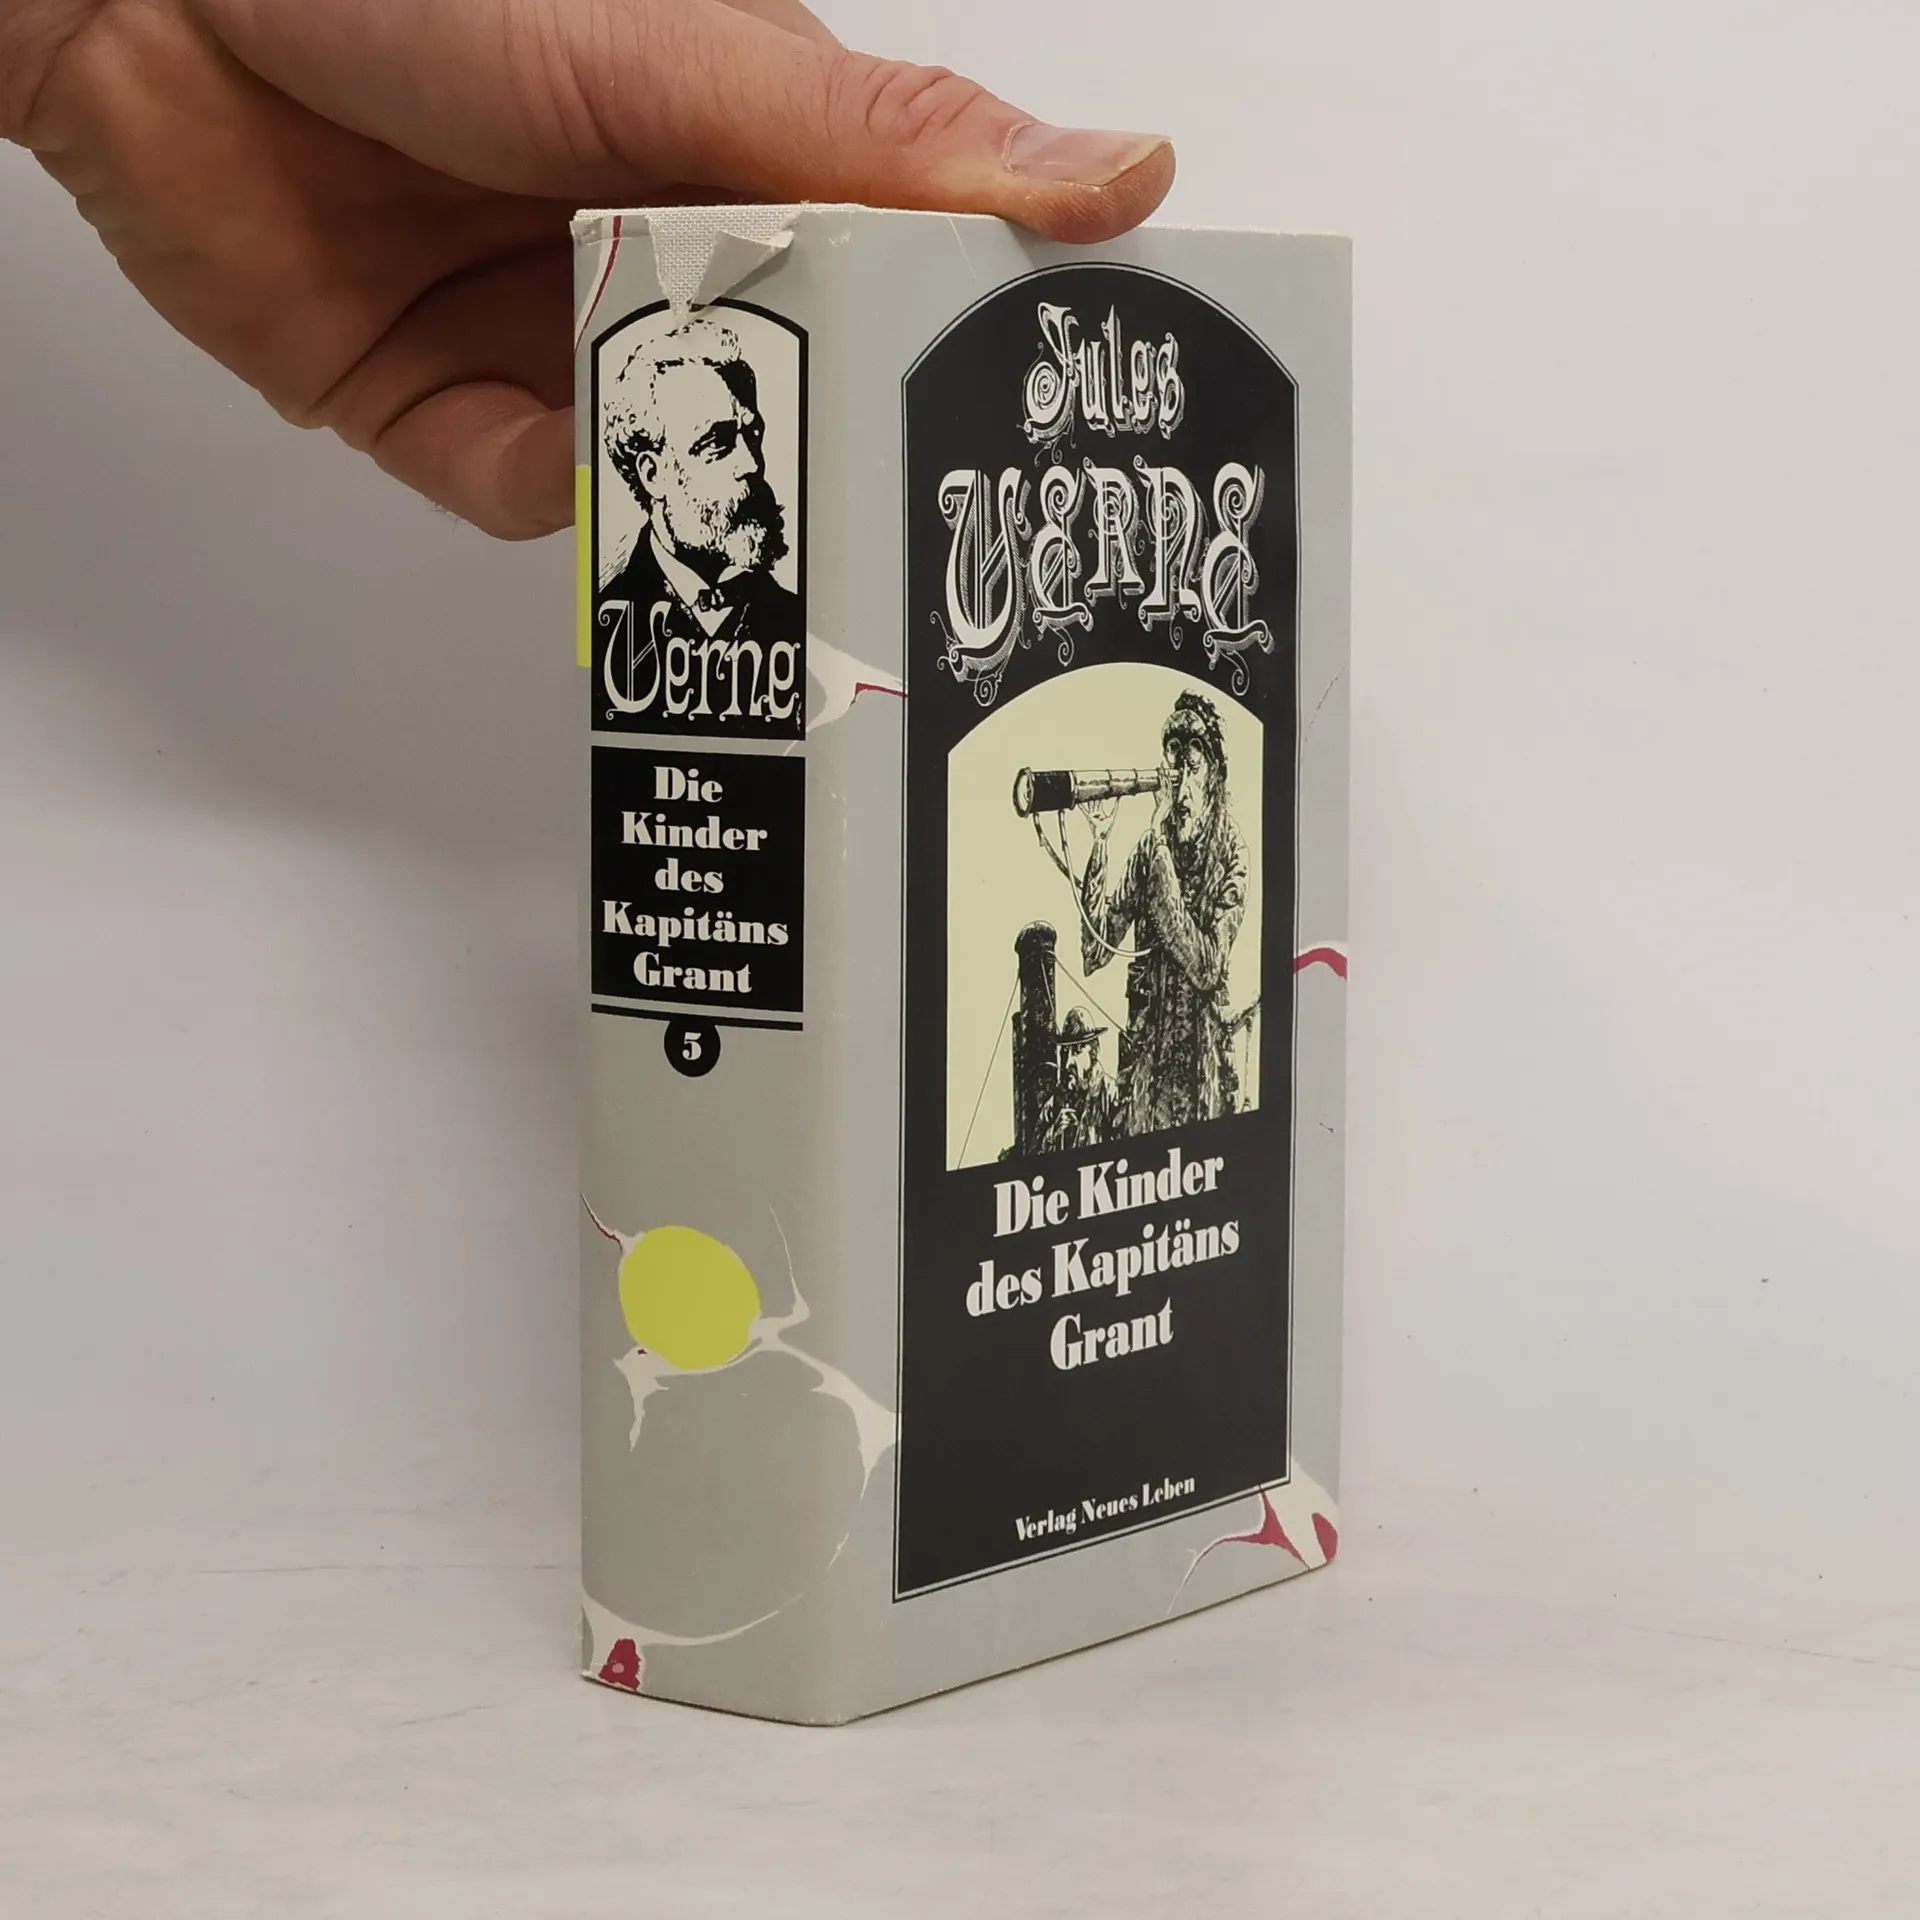 Verne
Die
Kinder
des
Kapitäns
Grant
5
Jules
VERNE
Die Kinder
des Kapitäns
Grant
Verlag Neues Leben